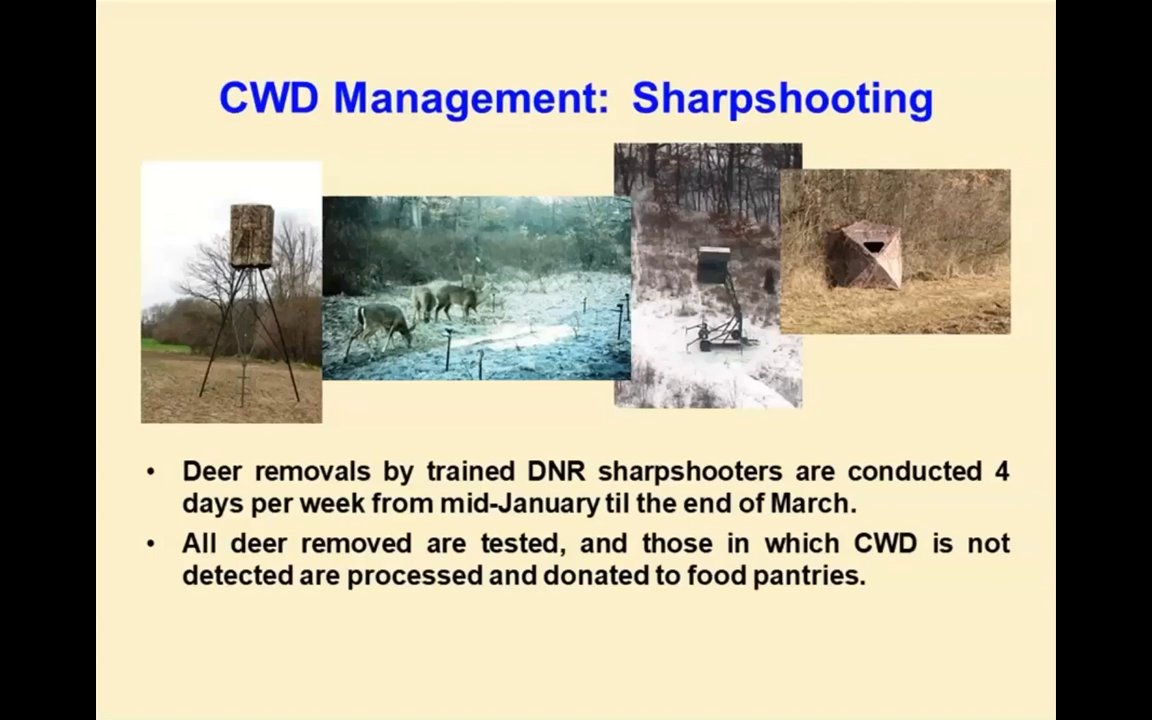 CWD Management: Sharpshooting
• Deer removals by trained DNR sharpshooters are conducted 4
days per week from mid-January til the end of March.
• All deer removed are tested, and those in which CWD is not
detected are processed and donated to food pantries.